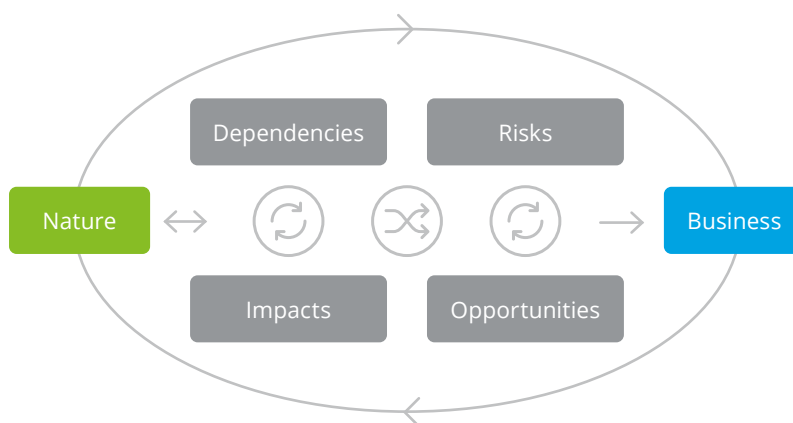 Dependencies
Risks
Nature
Business
Impacts
Opportunities